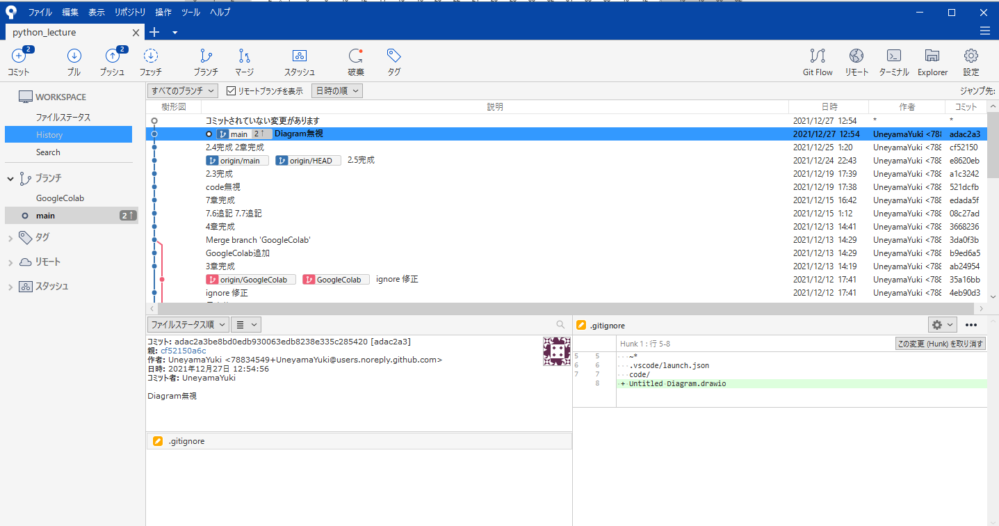 ファイル 編集 表示 リポジトリ 操作 ツール ヘルプ
python_lecture
2 2
コミット プル プッシュ フェッチ ブランチ マージ スタッシュ 破棄 タグ Git Flow リモート ターミナル Explorer 設定
WORKSPACE
ファイルステータス
History
Search
ブランチ
GoogleColab
main 2↑
タグ
リモート
スタッシュ
すべてのブランチ リモートブランチを表示 日時の順 ジャンプ先:
樹形図 説明 日時 作者 コミット
コミットされていない変更があります 2021/12/27 12:54 * *
main 2↑ Diagram無視 2021/12/27 12:54 UneyamaYuki <788 adac2a3
2.4完成 2章完成 2021/12/25 1:20 UneyamaYuki <788 cf52150
origin/main origin/HEAD 2.5完成 2021/12/24 22:43 UneyamaYuki <788 e8620eb
2.3完成 2021/12/19 17:39 UneyamaYuki <788 a1c3242
code無視 2021/12/19 17:38 UneyamaYuki <788 521dcfb
7章完成 2021/12/15 16:42 UneyamaYuki <788 edada5f
7.6追記 7.7追記 2021/12/15 1:12 UneyamaYuki <788 08c27ad
4章完成 2021/12/13 14:41 UneyamaYuki <788 3668236
Merge branch 'GoogleColab' 2021/12/13 14:29 UneyamaYuki <788 3da0f3b
GoogleColab追加 2021/12/13 14:29 UneyamaYuki <788 b9ed6a5
3章完成 2021/12/13 14:19 UneyamaYuki <788 ab24954
origin/GoogleColab GoogleColab ignore 修正 2021/12/12 17:41 UneyamaYuki <788 35a16bb
ignore 修正 2021/12/12 17:41 UneyamaYuki <788 4eb90d3
ファイルステータス順
コミット: adac2a3be8bd0edb930063edb8238e335c285420 [adac2a3]
親: cf52150a6c
作者: UneyamaYuki <78834549+UneyamaYuki@users.noreply.github.com>
日時: 2021年12月27日 12:54:56
コミット者: UneyamaYuki
Diagram無視
.gitignore
.gitignore
Hunk 1 : 行 5-8 この変更 (Hunk) を取り消す
5 5 ~*
6 6 .vscode/launch.json
7 7 code/
8 + Untitled Diagram.drawio